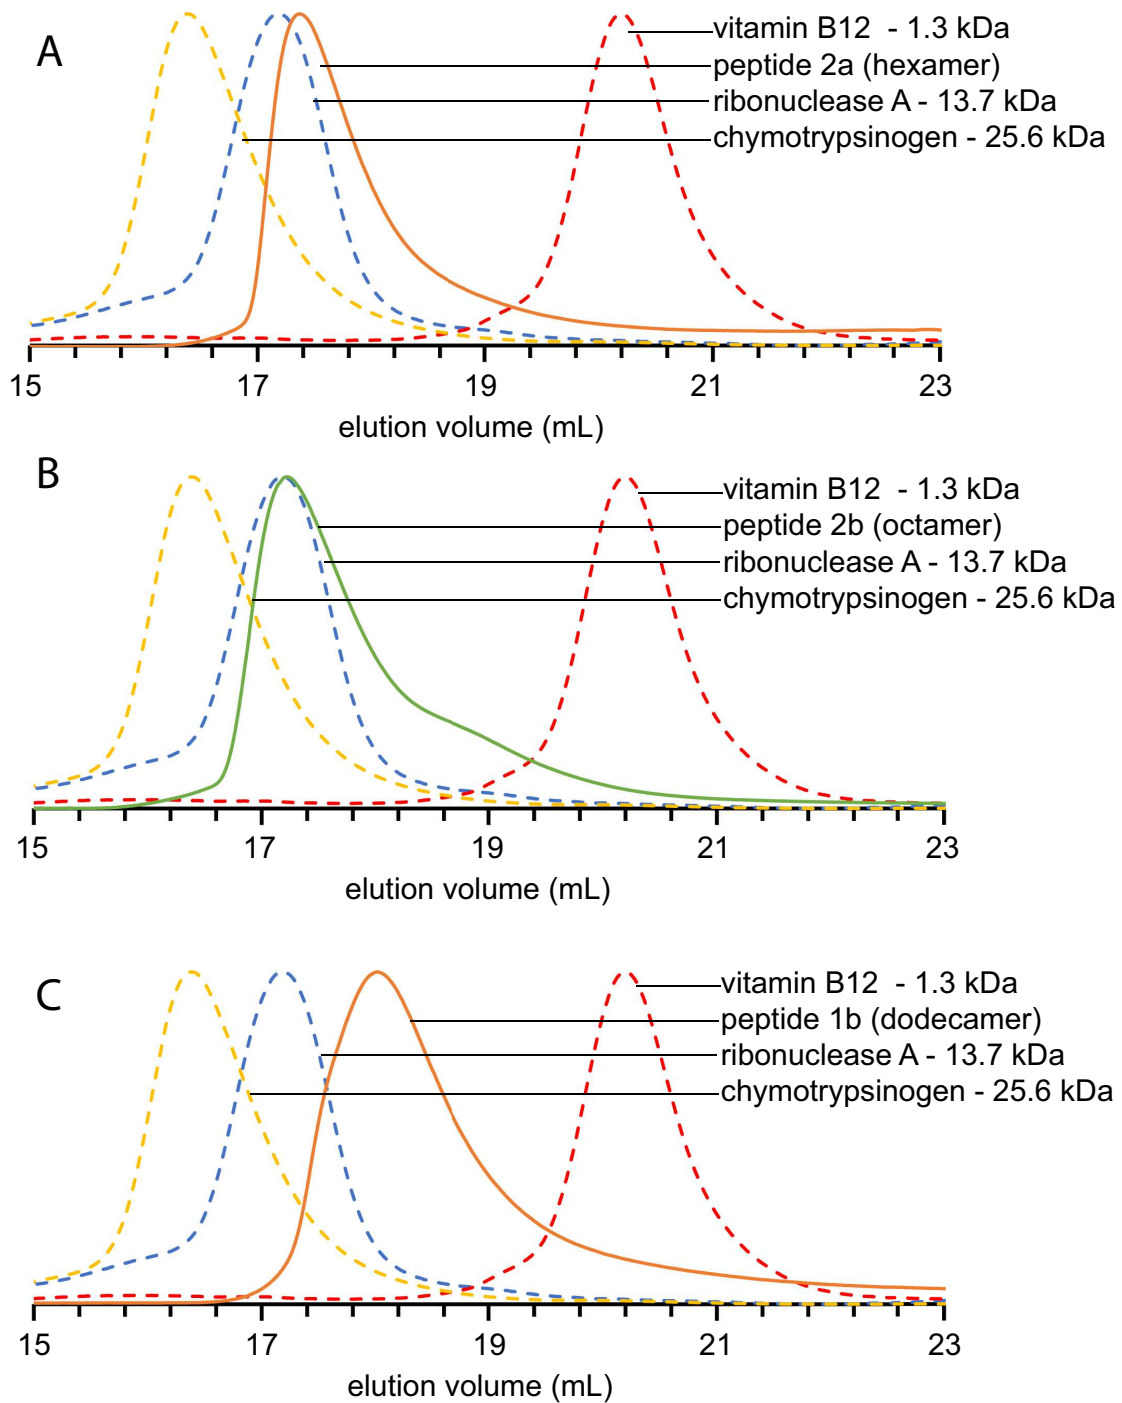 A
vitamin B12 - 1.3 kDa
peptide 2a (hexamer)
ribonuclease A - 13.7 kDa
chymotrypsinogen - 25.6 kDa
15 17 19 21 23
elution volume (mL)
B
vitamin B12 - 1.3 kDa
peptide 2b (octamer)
ribonuclease A - 13.7 kDa
chymotrypsinogen - 25.6 kDa
15 17 19 21 23
elution volume (mL)
C
vitamin B12 - 1.3 kDa
peptide 1b (dodecamer)
ribonuclease A - 13.7 kDa
chymotrypsinogen - 25.6 kDa
15 17 19 21 23
elution volume (mL)